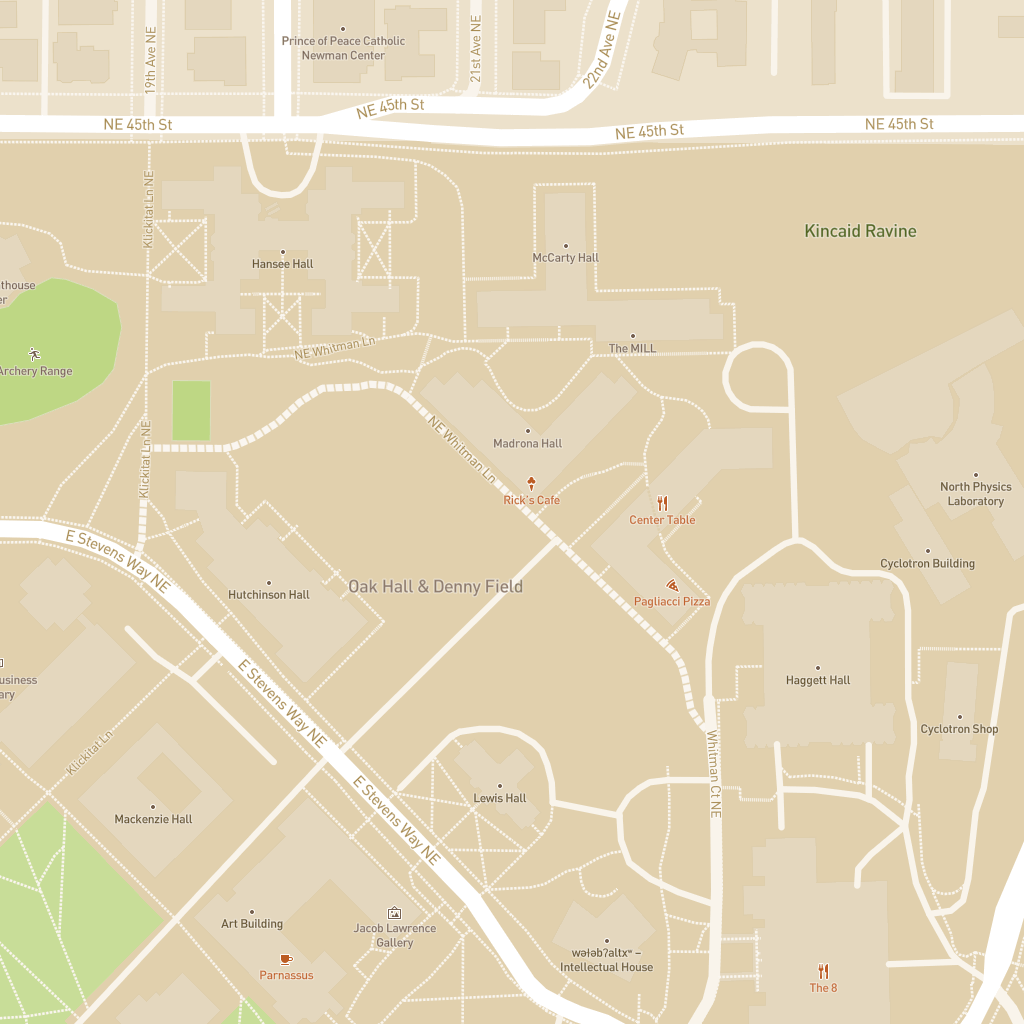 19th Ave NE
Prince of Peace Catholic
Newman Center
21st Ave NE
22nd Ave NE
NE 45th St
NE 45th St
NE 45th St
NE 45th St
Klickitat Ln NE
Kincaid Ravine
Hansee Hall
McCarty Hall
athouse
er
Archery Range
NE Whitman Ln
The MILL
Klickitat Ln NE
NE Whitman Ln
Madrona Hall
Rick's Cafe
Center Table
North Physics
Laboratory
E Stevens Way NE
Cyclotron Building
Oak Hall & Denny Field
Hutchinson Hall
Pagliacci Pizza
E Stevens Way NE
Haggett Hall
usiness
ary
Klickitat Ln
Cyclotron Shop
Whitman Ct NE
E Stevens Way NE
Lewis Hall
Mackenzie Hall
Art Building
Jacob Lawrence
Gallery
wǝɫǝbʔaltxʷ –
Intellectual House
Parnassus
The 8